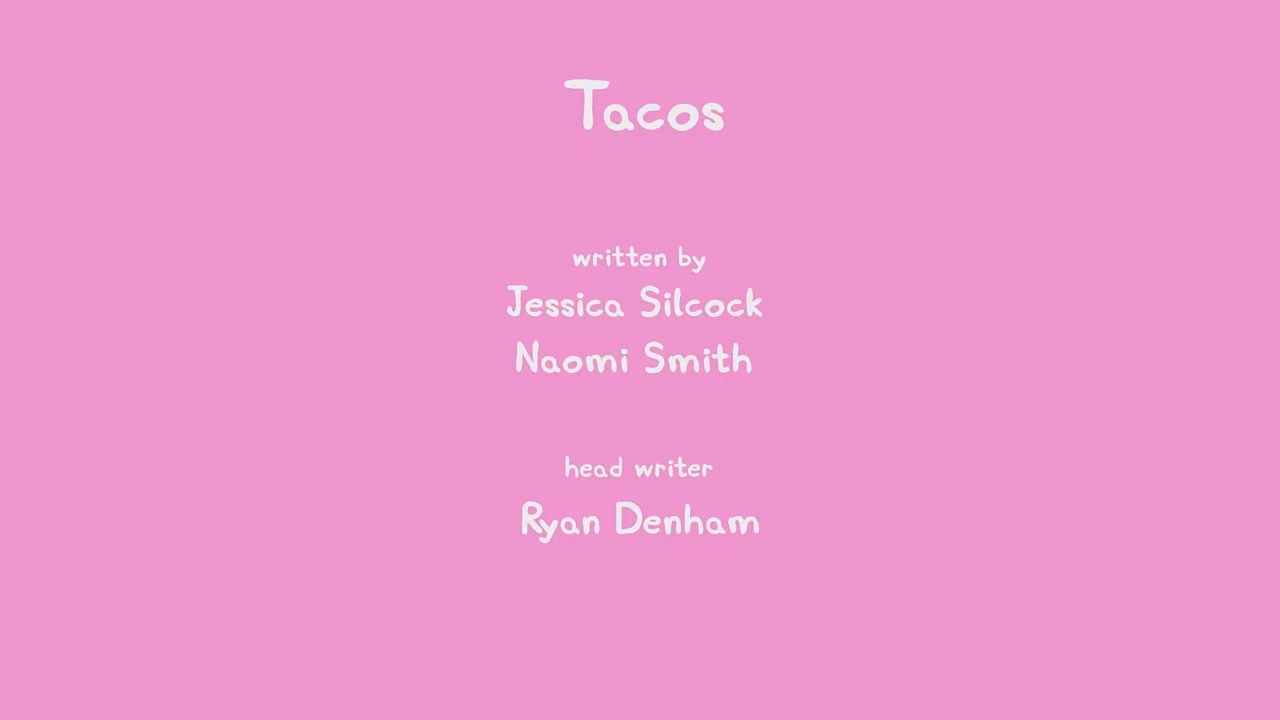 Tacos
written by
Jessica Silcock
Naomi Smith
head writer
Ryan Denham